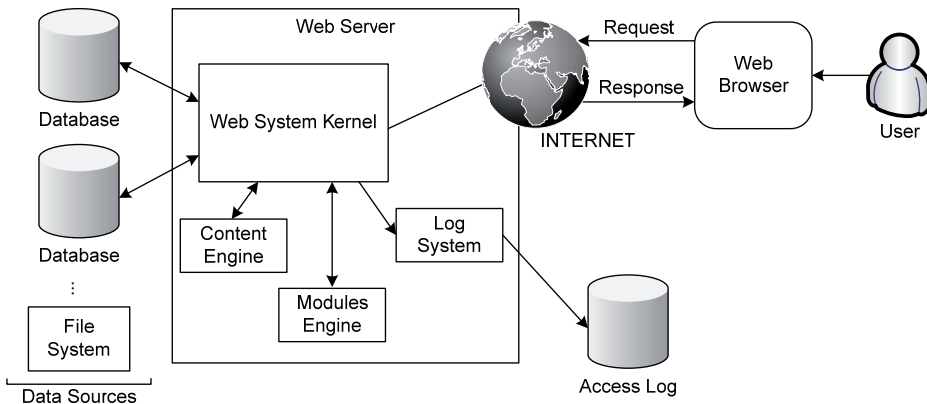 Web Server
Database
Database
⋮
File
System
Data Sources
Web System Kernel
Content
Engine
Modules
Engine
Log
System
Access Log
INTERNET
Request
Response
Web
Browser
User